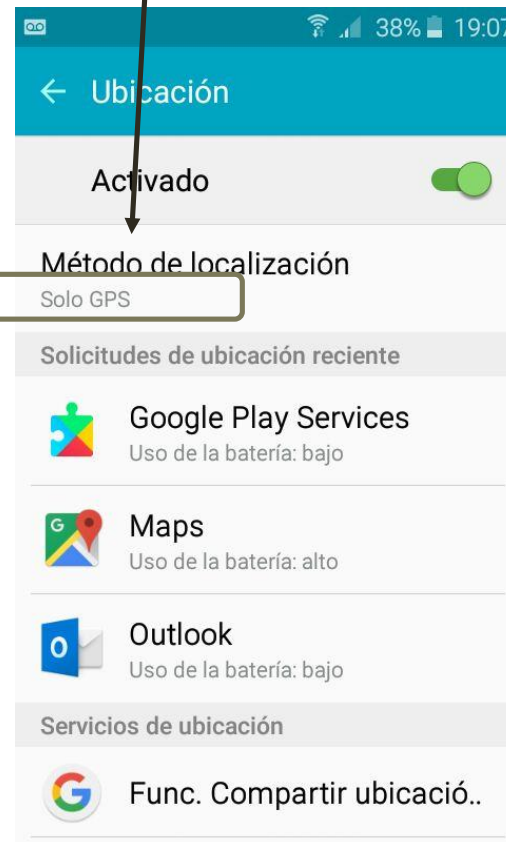 38% 19:07
Ubicación
Activado
Método de localización
Solo GPS
Solicitudes de ubicación reciente
Google Play Services
Uso de la batería: bajo
Maps
Uso de la batería: alto
Outlook
Uso de la batería: bajo
Servicios de ubicación
Func. Compartir ubicació..